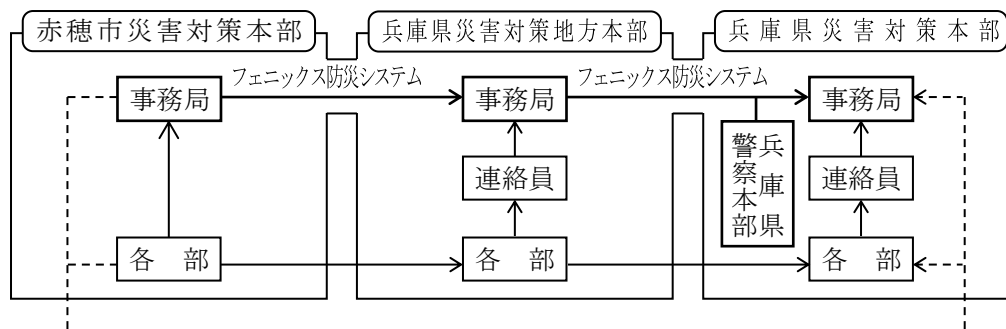 赤穂市災害対策本部
兵庫県災害対策地方本部
兵庫県災害対策本部
フェニックス防災システム
フェニックス防災システム
事務局
事務局
事務局
兵庫県
警察本部
連絡員
連絡員
各　部
各　部
各　部